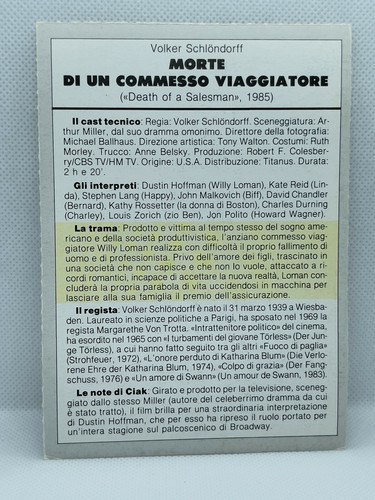 Volker Schlöndorff
MORTE
DI UN COMMESSO VIAGGIATORE
(«Death of a Salesman», 1985)
Il cast tecnico: Regia: Volker Schlöndorff. Sceneggiatura: Ar-
thur Miller, dal suo dramma omonimo. Direttore della fotografia:
Michael Ballhaus. Direzione artistica: Tony Walton. Costumi: Ruth
Morley. Trucco: Anne Belsky. Produzione: Robert F. Colesber-
ry/CBS TV/HM TV. Origine: U.S.A. Distribuzione: Titanus. Durata:
2 h e 20'.
Gli interpreti: Dustin Hoffman (Willy Loman), Kate Reid (Lin-
da), Stephen Lang (Happy), John Malkovich (Biff), David Chandler
(Bernard), Kathy Rossetter (la donna di Boston), Charles Durning
(Charley), Louis Zorich (zio Ben), Jon Polito (Howard Wagner).
La trama: Prodotto e vittima al tempo stesso del sogno ame-
ricano e della società produttivistica, l'anziano commesso viag-
giatore Willy Loman realizza con difficoltà il proprio fallimento di
uomo e di professionista. Privo dell'amore dei figli, trascinato in
una società che non capisce e che non lo vuole, attaccato a ri-
cordi romantici, incapace di accettare la nuova realtà, Loman con-
cluderà la propria parabola di vita uccidendosi in macchina per
lasciare alla sua famiglia il premio dell'assicurazione.
Il regista: Volker Schlöndorff è nato il 31 marzo 1939 a Wiesba-
den. Laureato in scienze politiche a Parigi, ha sposato nel 1969 la
regista Margarethe Von Trotta. «Intrattenitore politico» del cinema,
ha esordito nel 1965 con «I turbamenti del giovane Törless» (Der Jun-
ge Törless), a cui hanno fatto seguito tra gli altri «Fuoco di paglia»
(Strohfeuer, 1972), «L'onore perduto di Katharina Blum» (Die Verlo-
rene Ehre der Katharina Blum, 1974), «Colpo di grazia» (Der Fang-
schuss, 1976) e «Un amore di Swann» (Un amour de Swann, 1983).
Le note di Ciak: Girato e prodotto per la televisione, sceneg-
giato dallo stesso Miller (autore del celeberrimo dramma da cui
è stato tratto), il film brilla per una straordinaria interpretazione
di Dustin Hoffman, che per esso ha ripreso il ruolo portato per
un'intera stagione sul palcoscenico di Broadway.